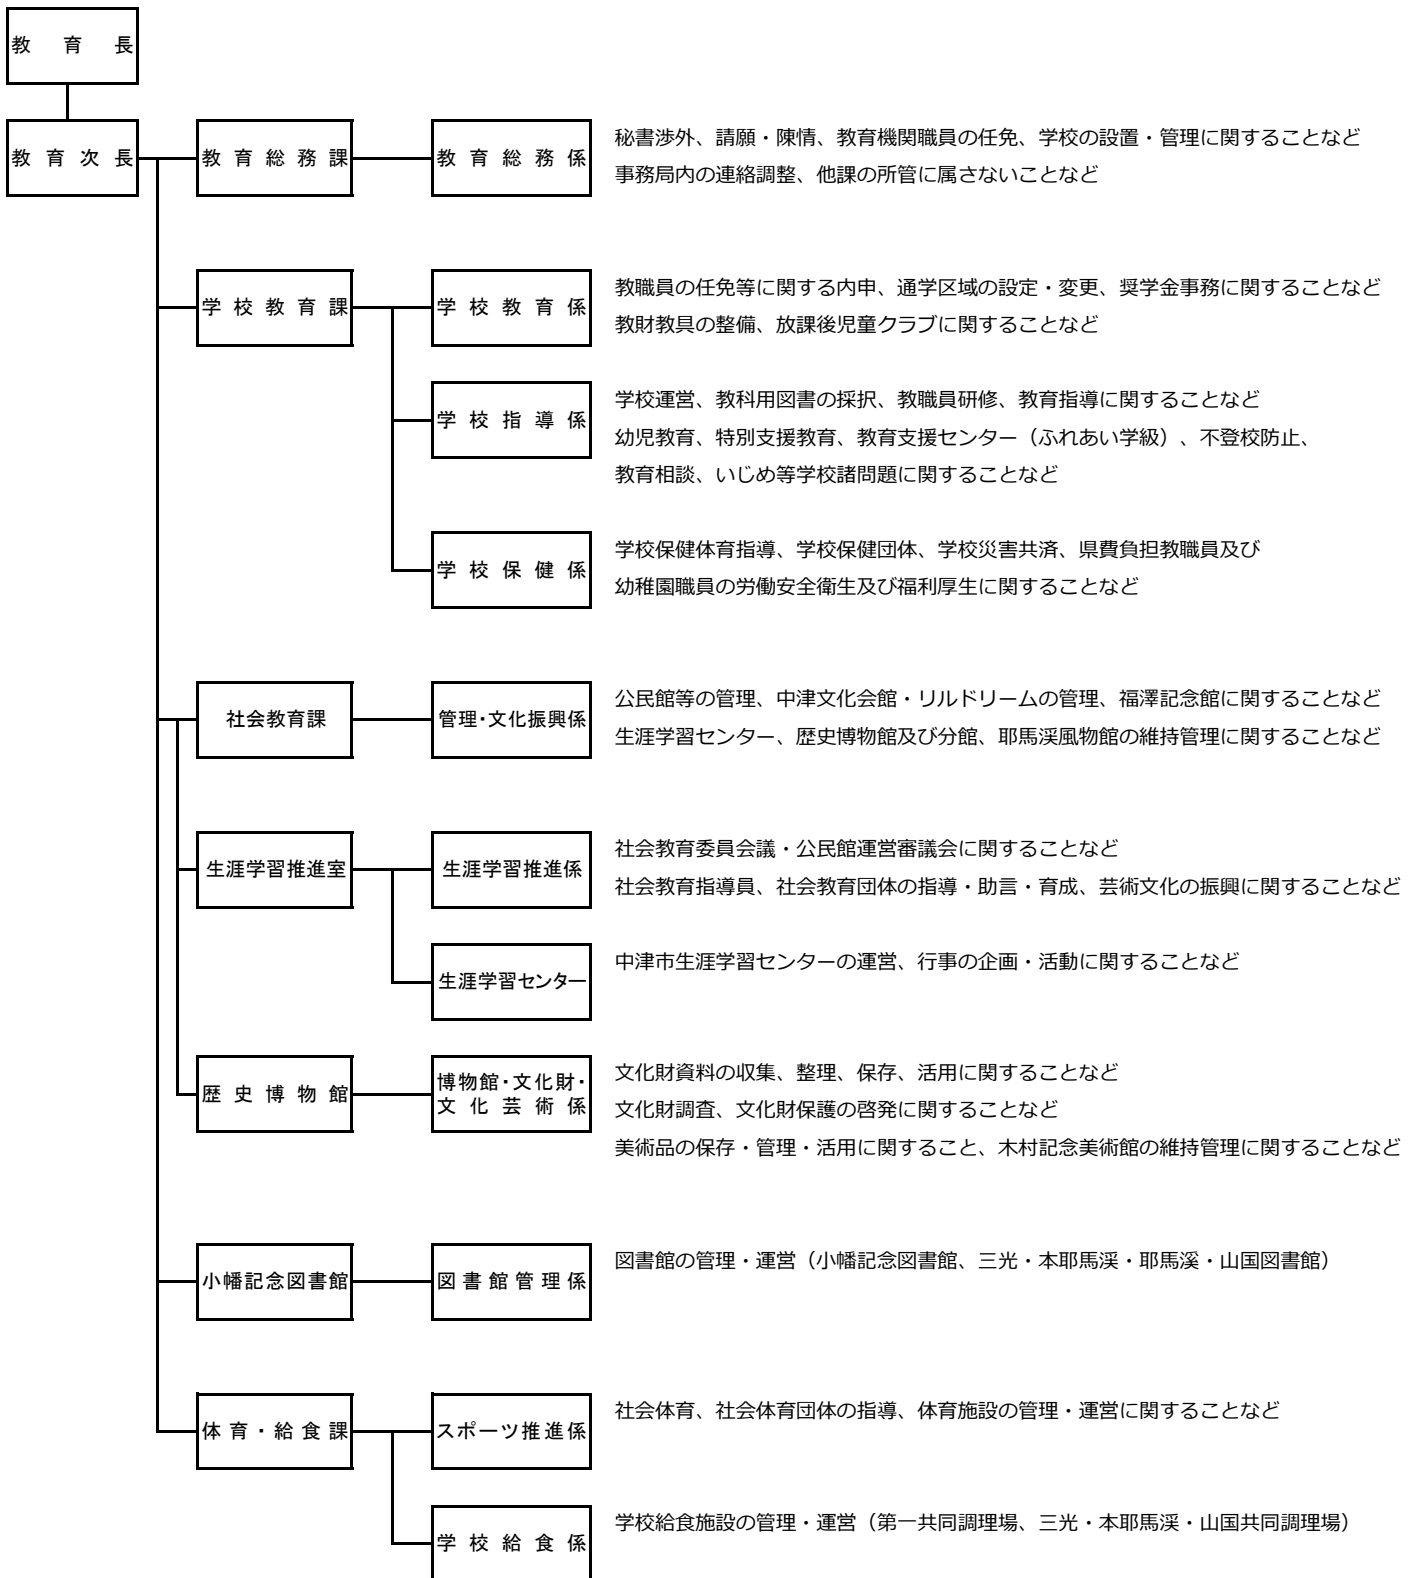 教育長
教育次長
教育総務課
教育総務係
秘書渉外、請願・陳情、教育機関職員の任免、学校の設置・管理に関することなど
事務局内の連絡調整、他課の所管に属さないことなど
学校教育課
学校教育係
教職員の任免等に関する内申、通学区域の設定・変更、奨学金事務に関することなど
教財教具の整備、放課後児童クラブに関することなど
学校指導係
学校運営、教科用図書の採択、教職員研修、教育指導に関することなど
幼児教育、特別支援教育、教育支援センター（ふれあい学級）、不登校防止、
教育相談、いじめ等学校諸問題に関することなど
学校保健係
学校保健体育指導、学校保健団体、学校災害共済、県費負担教職員及び
幼稚園職員の労働安全衛生及び福利厚生に関することなど
社会教育課
管理・文化振興係
公民館等の管理、中津文化会館・リルドリームの管理、福澤記念館に関することなど
生涯学習センター、歴史博物館及び分館、耶馬渓風物館の維持管理に関することなど
生涯学習推進室
生涯学習推進係
社会教育委員会議・公民館運営審議会に関することなど
社会教育指導員、社会教育団体の指導・助言・育成、芸術文化の振興に関することなど
生涯学習センター
中津市生涯学習センターの運営、行事の企画・活動に関することなど
歴史博物館
博物館・文化財・
文化芸術係
文化財資料の収集、整理、保存、活用に関することなど
文化財調査、文化財保護の啓発に関することなど
美術品の保存・管理・活用に関すること、木村記念美術館の維持管理に関することなど
小幡記念図書館
図書館管理係
図書館の管理・運営（小幡記念図書館、三光・本耶馬渓・耶馬溪・山国図書館）
体育・給食課
スポーツ推進係
社会体育、社会体育団体の指導、体育施設の管理・運営に関することなど
学校給食係
学校給食施設の管理・運営（第一共同調理場、三光・本耶馬渓・山国共同調理場）